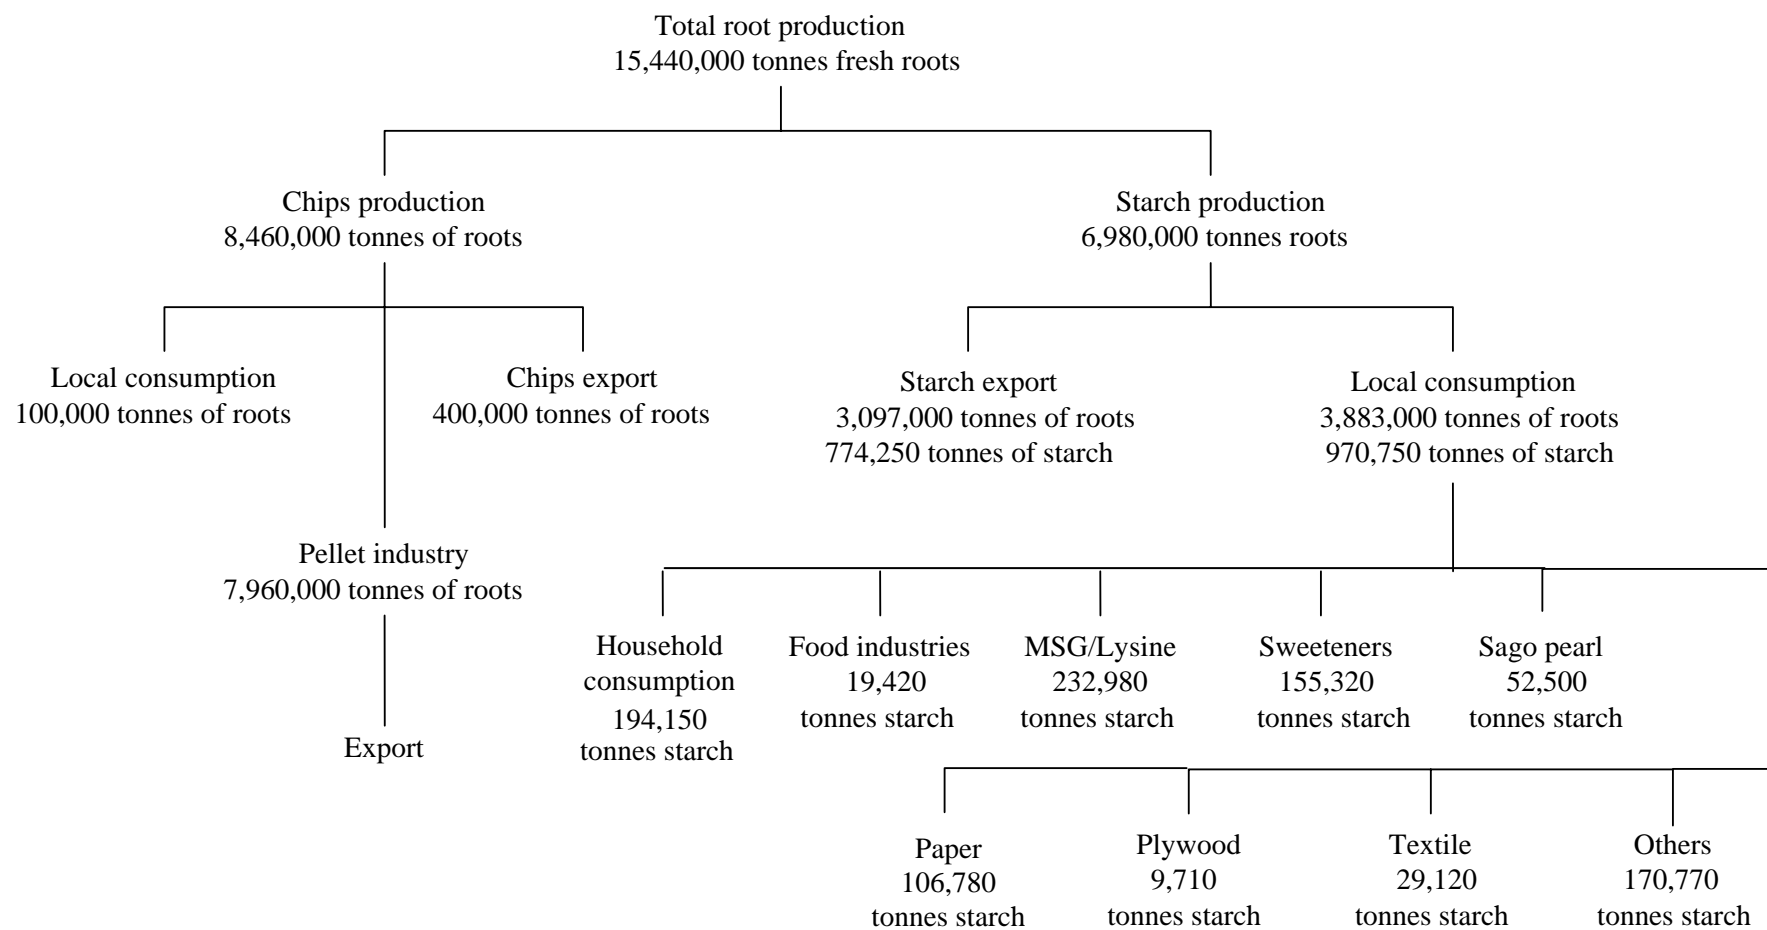 Total root production
15,440,000 tonnes fresh roots
Chips production
8,460,000 tonnes of roots
Starch production
6,980,000 tonnes roots
Local consumption
100,000 tonnes of roots
Chips export
400,000 tonnes of roots
Starch export
3,097,000 tonnes of roots
774,250 tonnes of starch
Local consumption
3,883,000 tonnes of roots
970,750 tonnes of starch
Pellet industry
7,960,000 tonnes of roots
Export
Household
consumption
194,150
tonnes starch
Food industries
19,420
tonnes starch
MSG/Lysine
232,980
tonnes starch
Sweeteners
155,320
tonnes starch
Sago pearl
52,500
tonnes starch
Paper
106,780
tonnes starch
Plywood
9,710
tonnes starch
Textile
29,120
tonnes starch
Others
170,770
tonnes starch